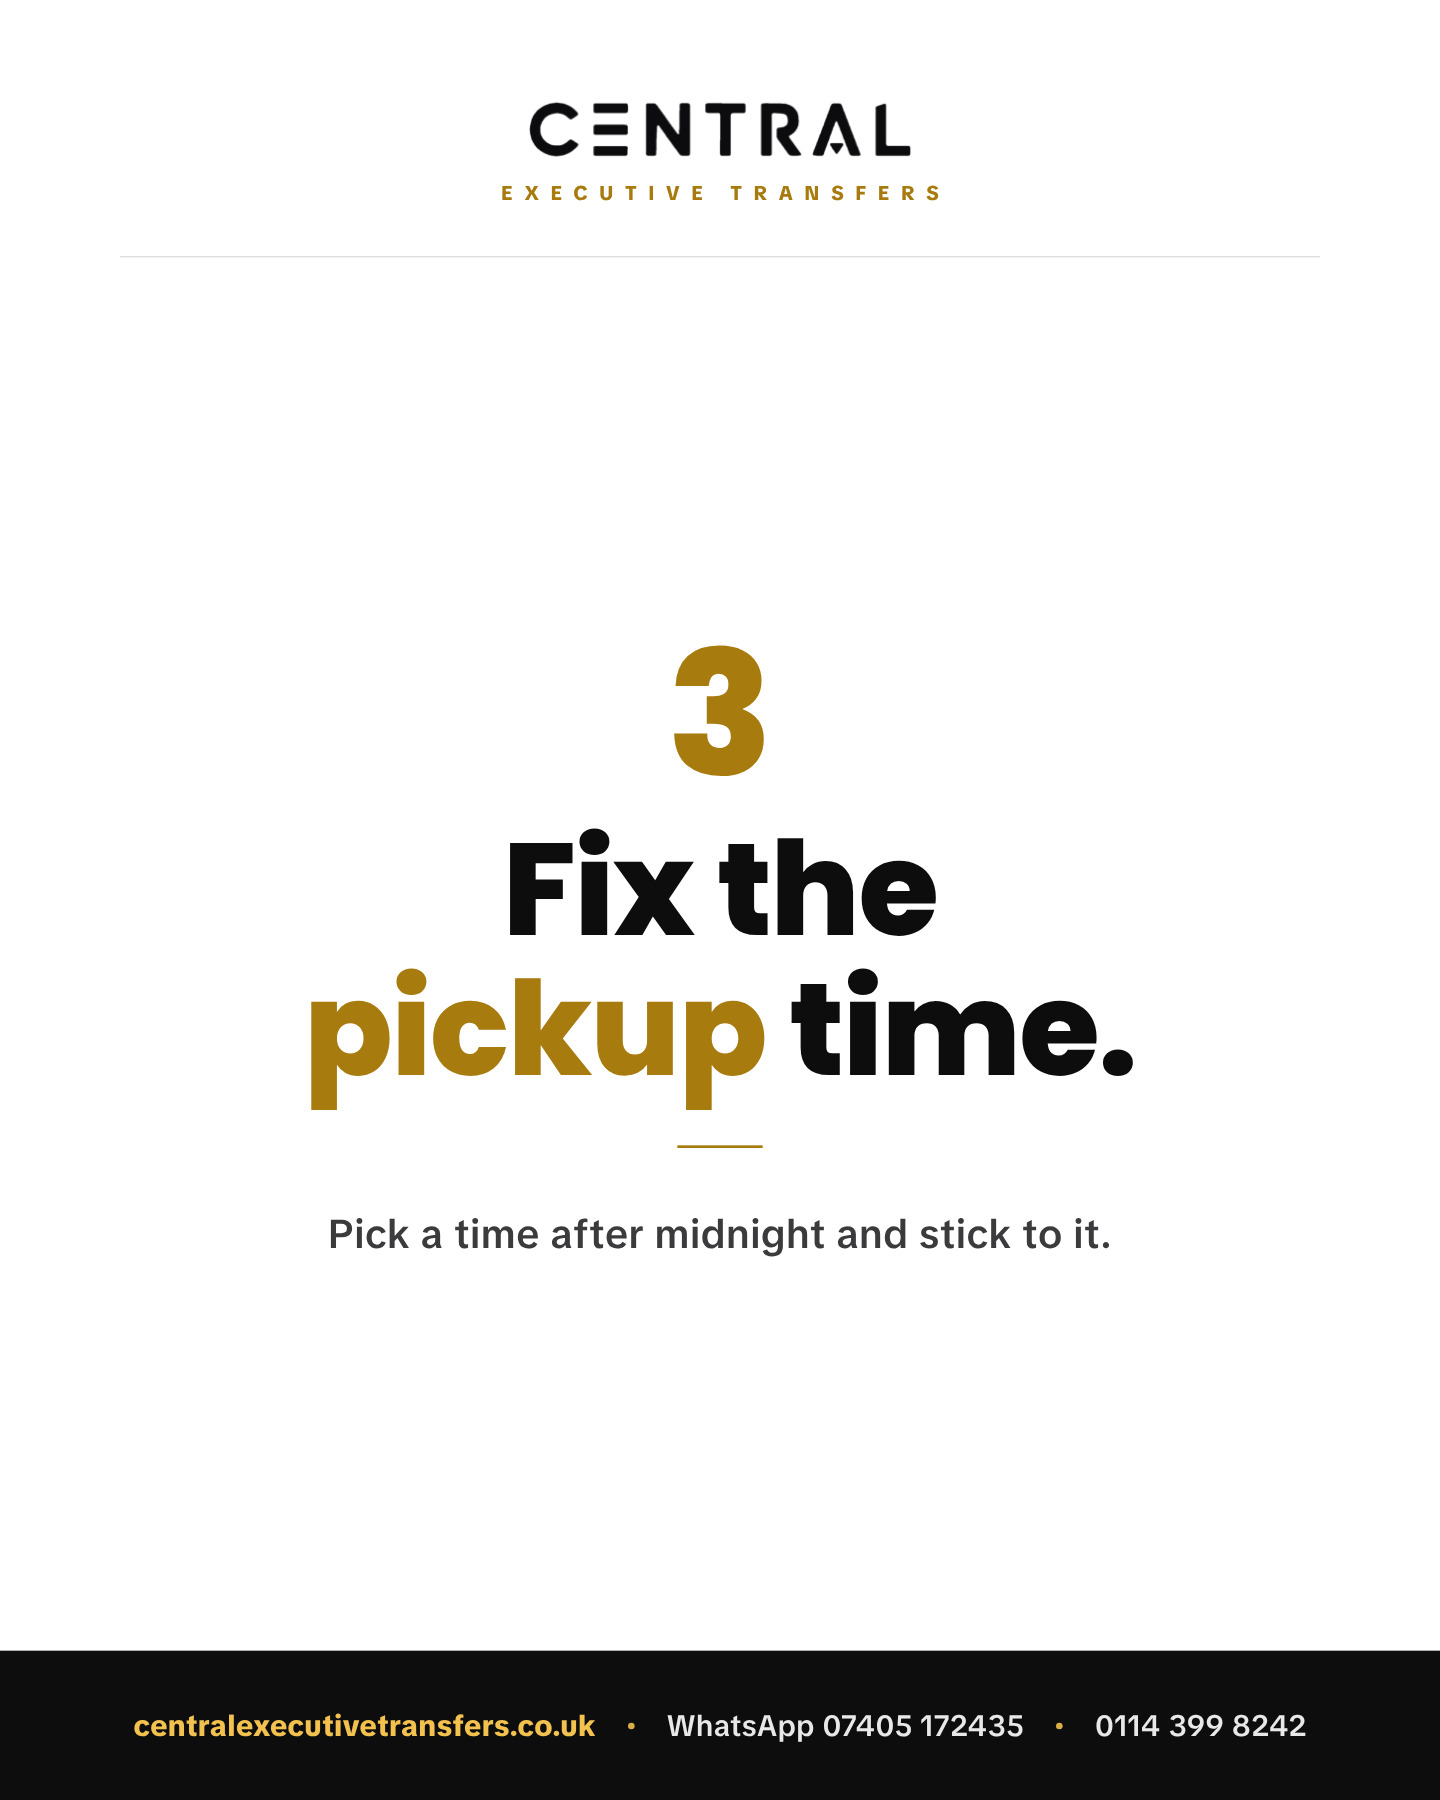 CENTRAL
EXECUTIVE TRANSFERS
3
Fix the
pickup time.
Pick a time after midnight and stick to it.
centralexecutivetransfers.co.uk • WhatsApp 07405 172435 • 0114 399 8242